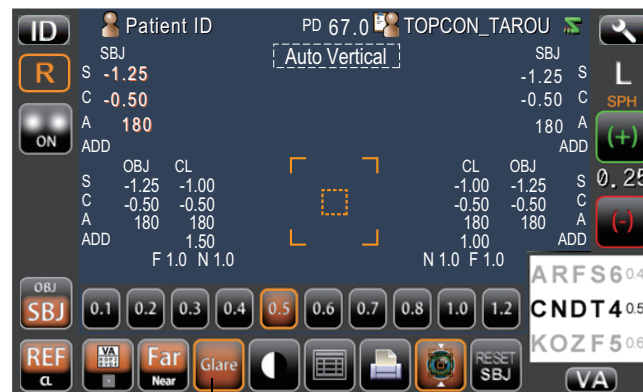 ID Patient ID PD 67.0 TOPCON_TAROU
Auto Vertical
R L
SBJ SBJ
S -1.25 -1.25 S SPH
C -0.50 -0.50 C
A 180 180 A (+)
ON
ADD ADD
OBJ CL CL OBJ
S -1.25 -1.00 -1.00 -1.25 S 0.25
C -0.50 -0.50 -0.50 -0.50 C
A 180 180 180 180 A (-)
ADD 1.50 1.00 ADD
F 1.0 N 1.0 N 1.0 F 1.0
ARFS6 0.4
OBJ
SBJ 0.1 0.2 0.3 0.4 0.5 0.6 0.7 0.8 1.0 1.2 CNDT4 0.5
KOZF5 0.6
REF CL VA Far Near Glare RESET SBJ VA